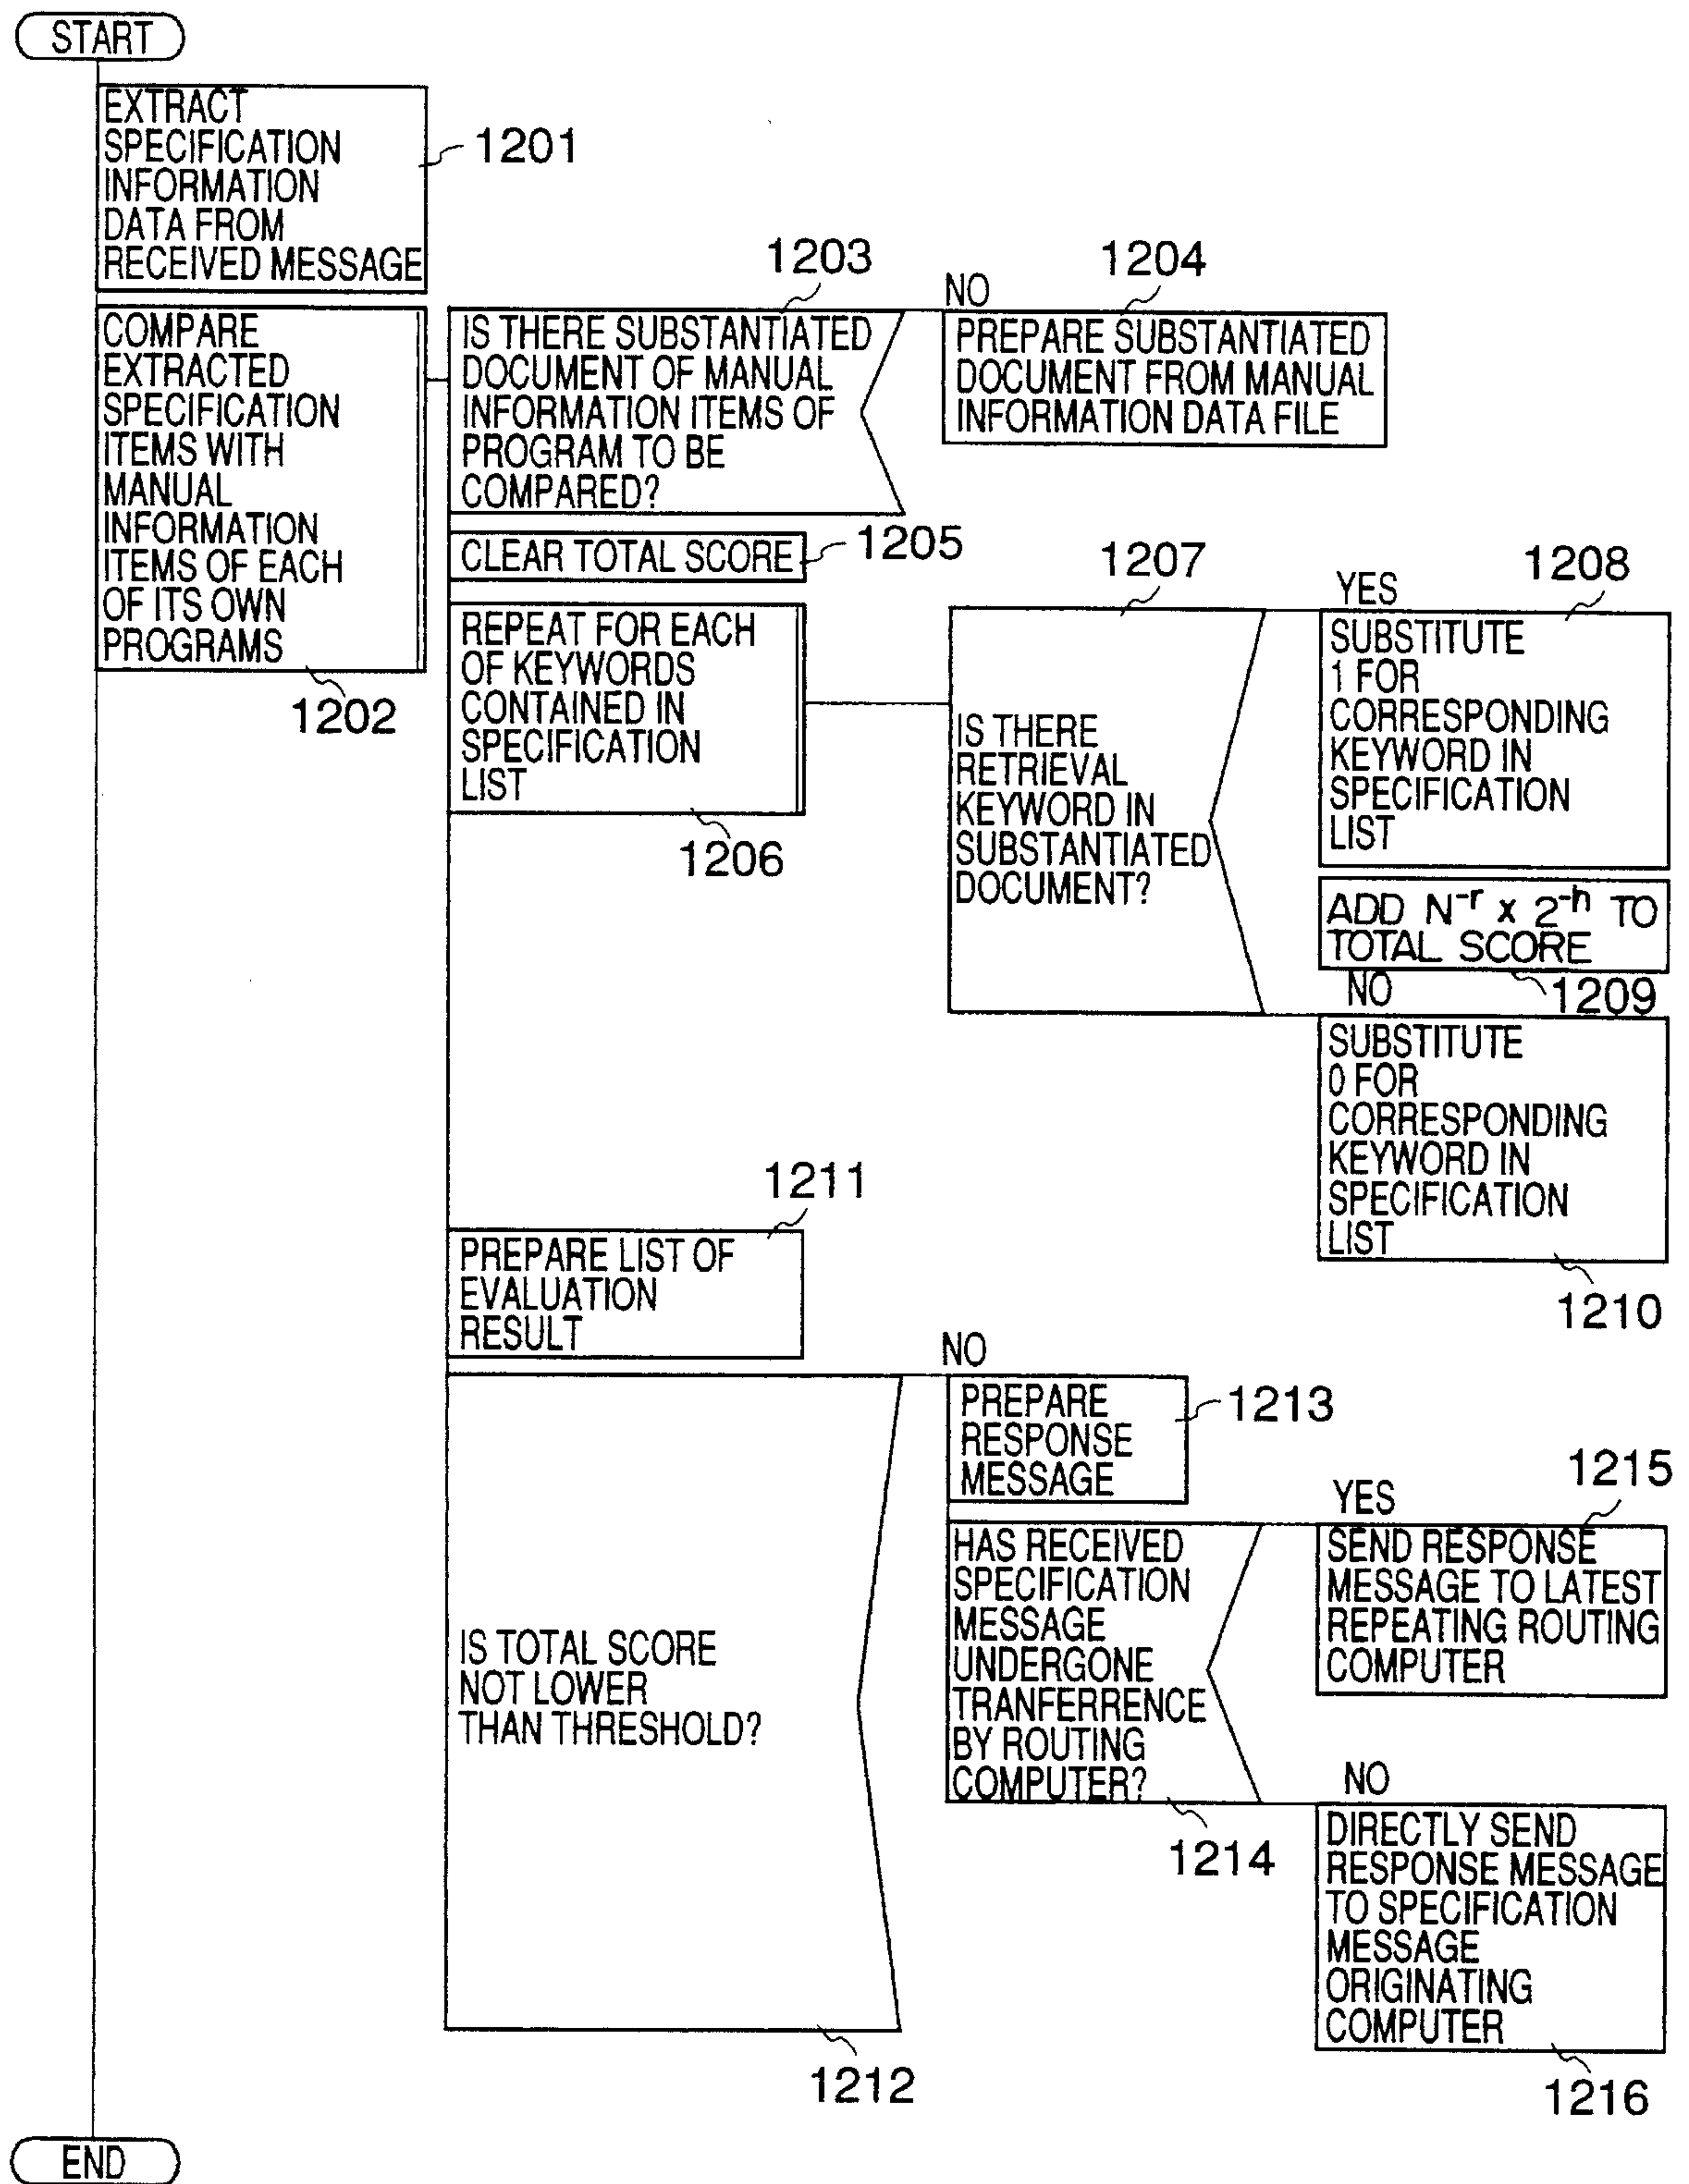 START
EXTRACT
SPECIFICATION
INFORMATION
DATA FROM
RECEIVED MESSAGE
1201
COMPARE
EXTRACTED
SPECIFICATION
ITEMS WITH
MANUAL
INFORMATION
ITEMS OF EACH
OF ITS OWN
PROGRAMS
1202
1203
IS THERE SUBSTANTIATED
DOCUMENT OF MANUAL
INFORMATION ITEMS OF
PROGRAM TO BE
COMPARED?
NO
1204
PREPARE SUBSTANTIATED
DOCUMENT FROM MANUAL
INFORMATION DATA FILE
CLEAR TOTAL SCORE
1205
REPEAT FOR EACH
OF KEYWORDS
CONTAINED IN
SPECIFICATION
LIST
1206
1207
IS THERE
RETRIEVAL
KEYWORD IN
SUBSTANTIATED
DOCUMENT?
YES
1208
SUBSTITUTE
1 FOR
CORRESPONDING
KEYWORD IN
SPECIFICATION
LIST
ADD N⁻ʳ x 2⁻ʰ TO
TOTAL SCORE
1209
NO
SUBSTITUTE
0 FOR
CORRESPONDING
KEYWORD IN
SPECIFICATION
LIST
1210
1211
PREPARE LIST OF
EVALUATION
RESULT
IS TOTAL SCORE
NOT LOWER
THAN THRESHOLD?
1212
NO
PREPARE
RESPONSE
MESSAGE
1213
HAS RECEIVED
SPECIFICATION
MESSAGE
UNDERGONE
TRANFERRENCE
BY ROUTING
COMPUTER?
1214
YES
1215
SEND RESPONSE
MESSAGE TO LATEST
REPEATING ROUTING
COMPUTER
NO
DIRECTLY SEND
RESPONSE MESSAGE
TO SPECIFICATION
MESSAGE
ORIGINATING
COMPUTER
1216
END